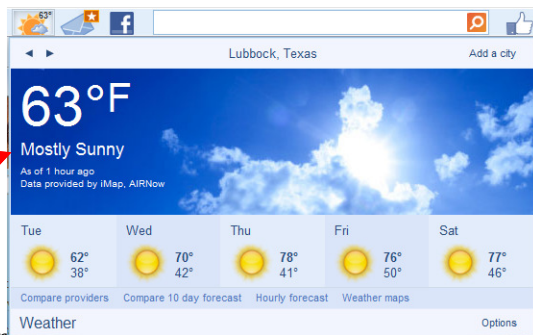 63°
Lubbock, Texas
Add a city
63°F
Mostly Sunny
As of 1 hour ago
Data provided by iMap, AIRNow
Tue Wed Thu Fri Sat
62° 70° 78° 76° 77°
38° 42° 41° 50° 46°
Compare providers Compare 10 day forecast Hourly forecast Weather maps
Weather Options